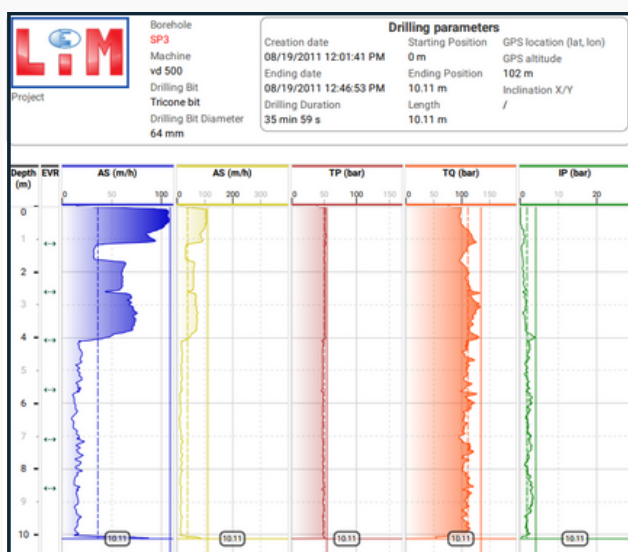 LiM
Project
Borehole
SP3
Machine
vd 500
Drilling Bit
Tricone bit
Drilling Bit Diameter
64 mm
Drilling parameters
Creation date
08/19/2011 12:01:41 PM
Ending date
08/19/2011 12:46:53 PM
Drilling Duration
35 min 59 s
Starting Position
0 m
Ending Position
10.11 m
Length
10.11 m
GPS location (lat, lon)
GPS altitude
102 m
Inclination X/Y
/
Depth (m) EVR AS (m/h) AS (m/h) TP (bar) TQ (bar) IP (bar)
0 50 100 0 100 200 300 0 50 100 150 0 50 100 150 0 10 20
0
1
2
3
4
5
6
7
8
9
10
10.11 10.11 10.11 10.11 10.11